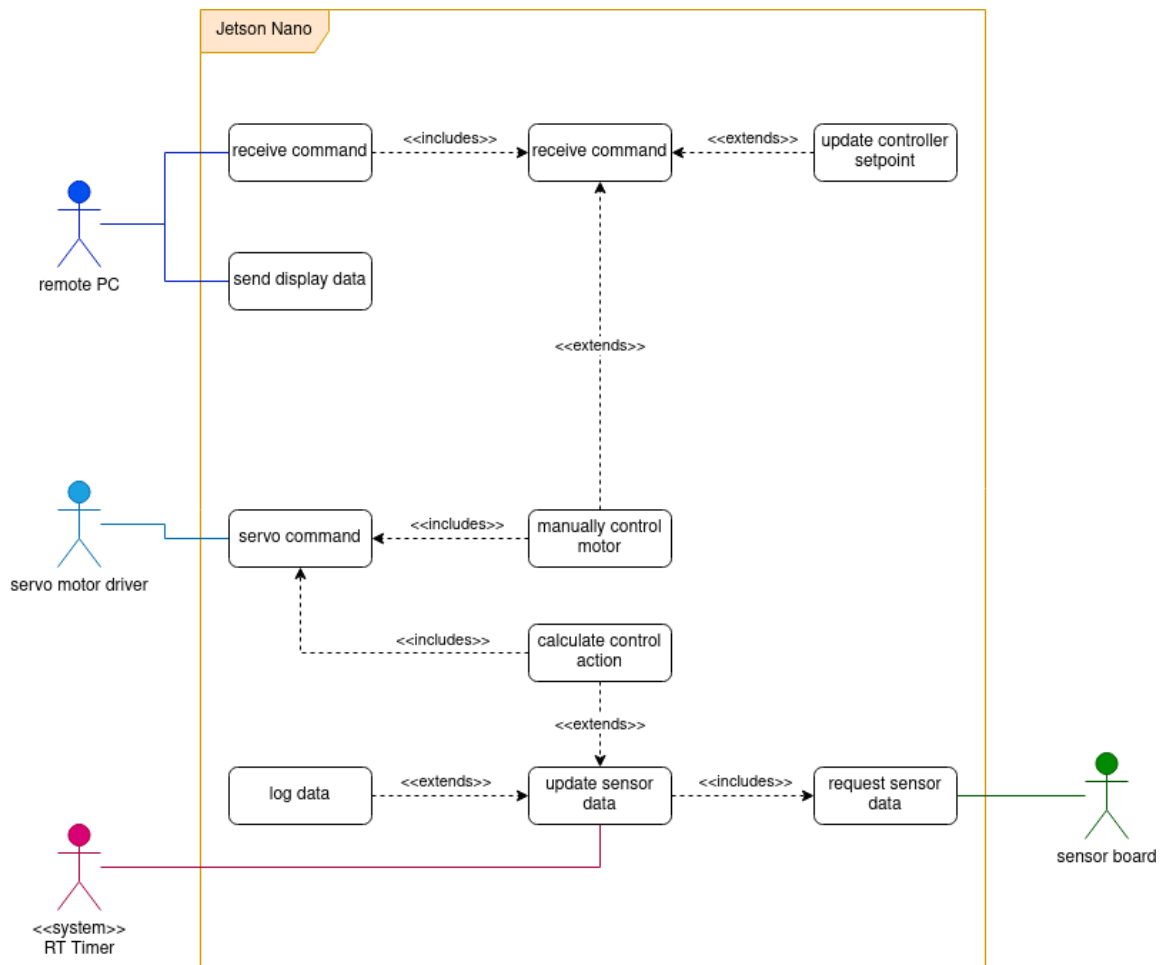 Jetson Nano
receive command
<<includes>>
receive command
<<extends>>
update controller
setpoint
remote PC
send display data
<<extends>>
servo motor driver
servo command
<<includes>>
manually control
motor
<<includes>>
calculate control
action
<<extends>>
log data
<<extends>>
update sensor
data
<<includes>>
request sensor
data
sensor board
<<system>>
RT Timer